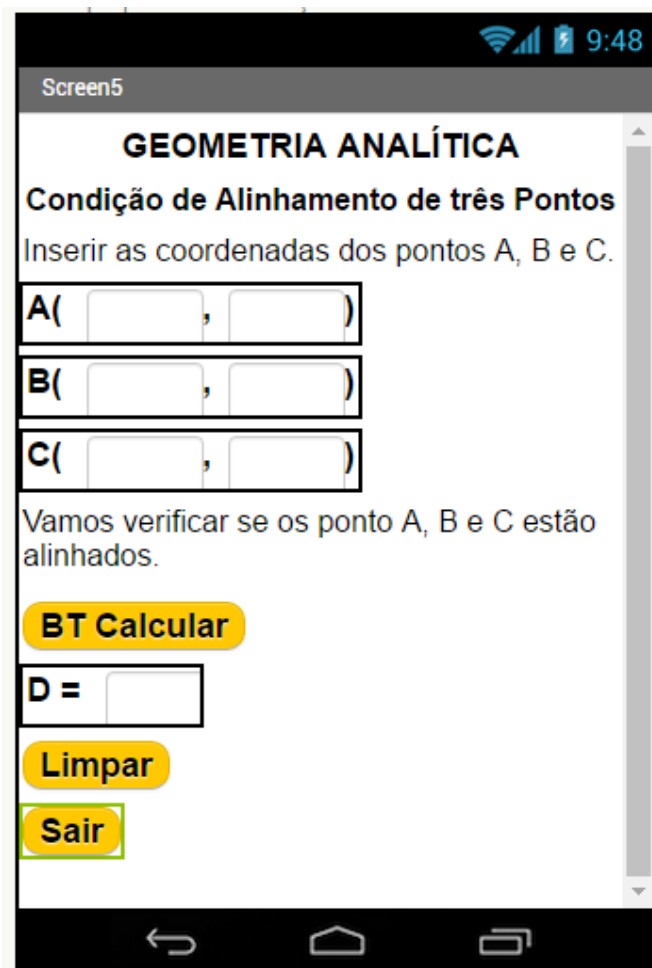 9:48
Screen5
GEOMETRIA ANALÍTICA
Condição de Alinhamento de três Pontos
Inserir as coordenadas dos pontos A, B e C.
A( , )
B( , )
C( , )
Vamos verificar se os ponto A, B e C estão
alinhados.
BT Calcular
D =
Limpar
Sair